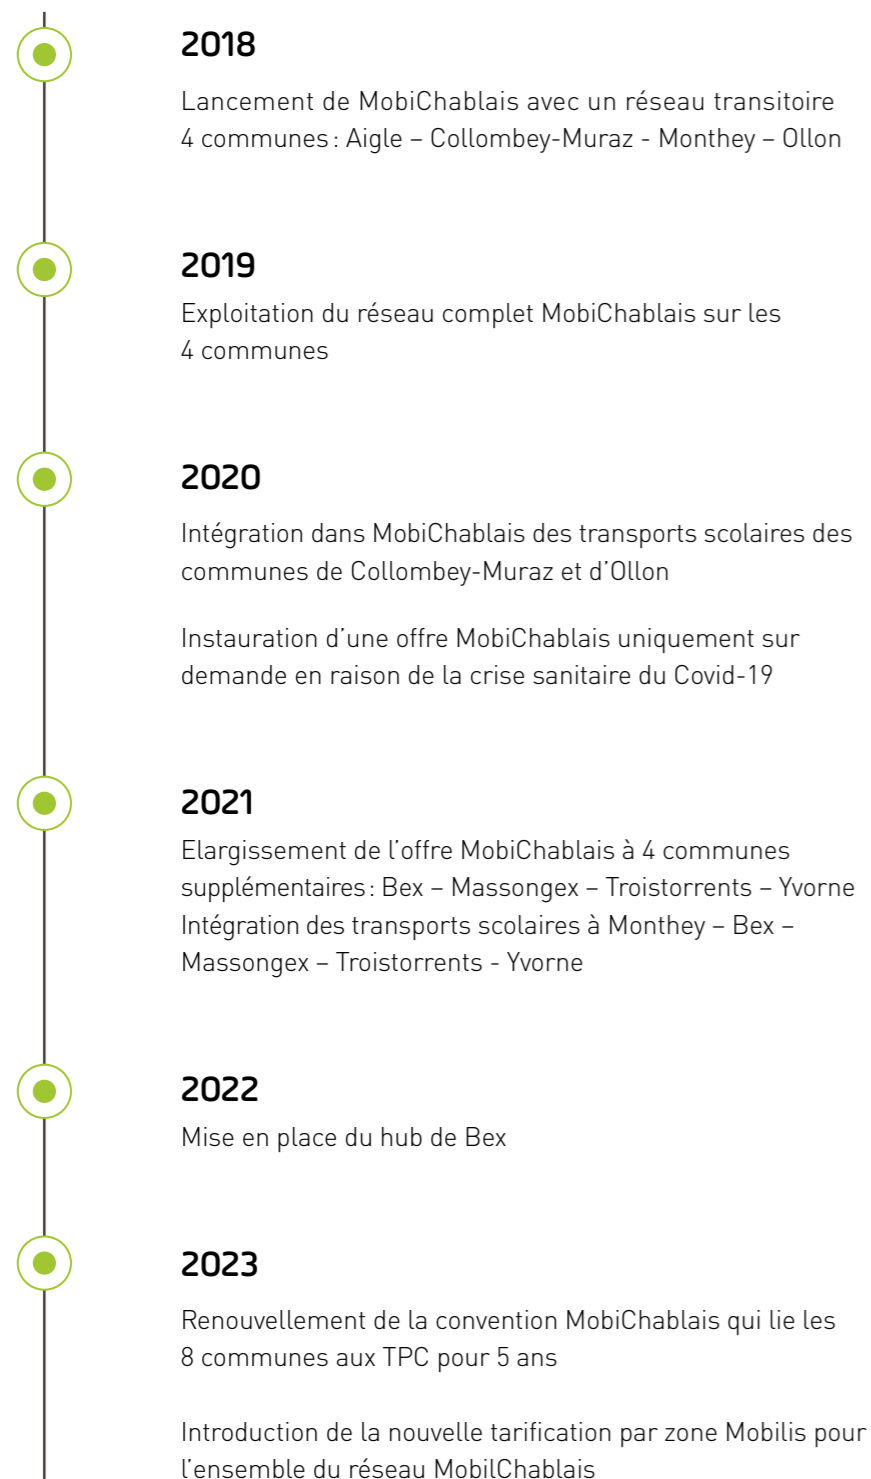 2018
Lancement de MobiChablais avec un réseau transitoire
4 communes : Aigle – Collombey-Muraz - Monthey – Ollon
2019
Exploitation du réseau complet MobiChablais sur les
4 communes
2020
Intégration dans MobiChablais des transports scolaires des
communes de Collombey-Muraz et d’Ollon
Instauration d’une offre MobiChablais uniquement sur
demande en raison de la crise sanitaire du Covid-19
2021
Elargissement de l’offre MobiChablais à 4 communes
supplémentaires : Bex – Massongex – Troistorrents – Yvorne
Intégration des transports scolaires à Monthey – Bex –
Massongex – Troistorrents - Yvorne
2022
Mise en place du hub de Bex
2023
Renouvellement de la convention MobiChablais qui lie les
8 communes aux TPC pour 5 ans
Introduction de la nouvelle tarification par zone Mobilis pour
l’ensemble du réseau MobilChablais